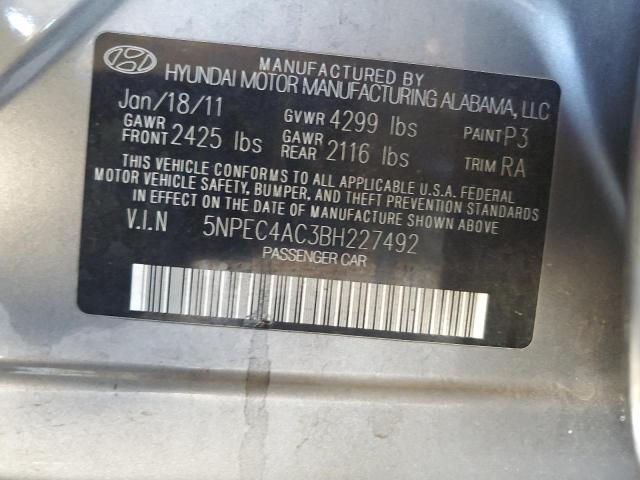 MANUFACTURED BY
HYUNDAI MOTOR MANUFACTURING ALABAMA, LLC
Jan/18/11 GVWR 4299 lbs PAINT P3
GAWR FRONT 2425 lbs GAWR REAR 2116 lbs TRIM RA
THIS VEHICLE CONFORMS TO ALL APPLICABLE U.S.A. FEDERAL
MOTOR VEHICLE SAFETY, BUMPER, AND THEFT PREVENTION STANDARDS
IN EFFECT ON THE DATE OF MANUFACTURE SHOWN ABOVE
V.I.N 5NPEC4AC3BH227492
PASSENGER CAR